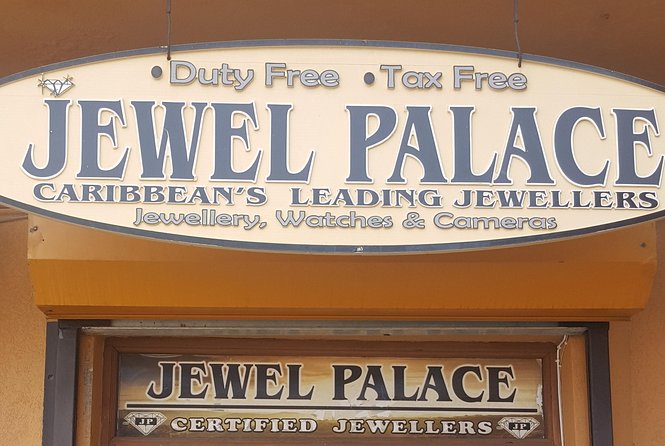 • Duty Free • Tax Free
JEWEL PALACE
CARIBBEAN'S LEADING JEWELLERS
Jewellery, Watches & Cameras
JEWEL PALACE
JP CERTIFIED JEWELLERS JP